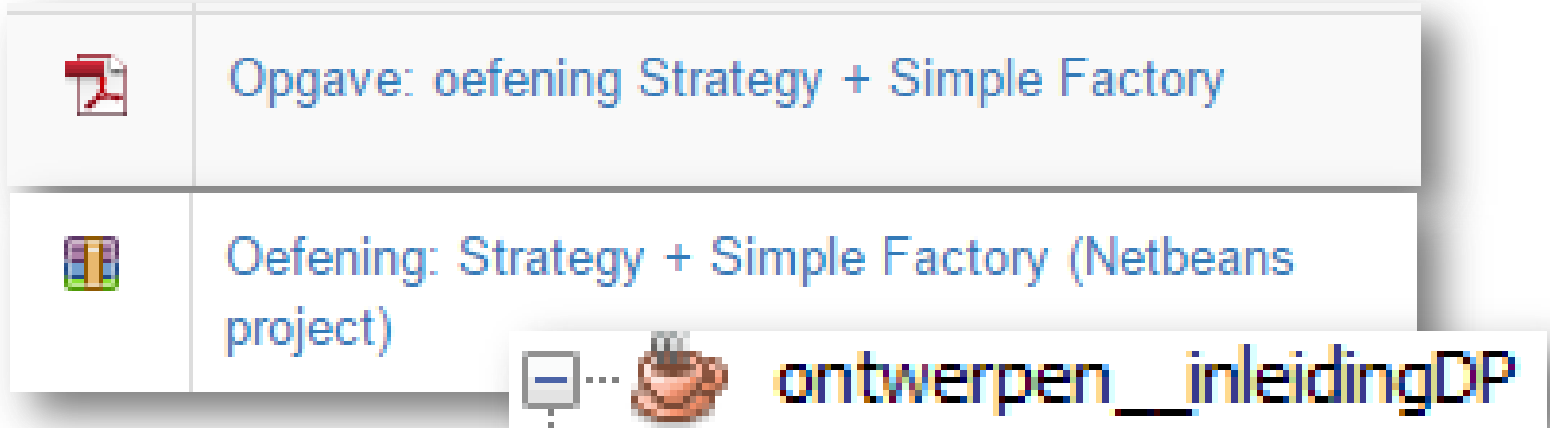 Opgave: oefening Strategy + Simple Factory
Oefening: Strategy + Simple Factory (Netbeans
project)
ontwerpen__inleidingDP